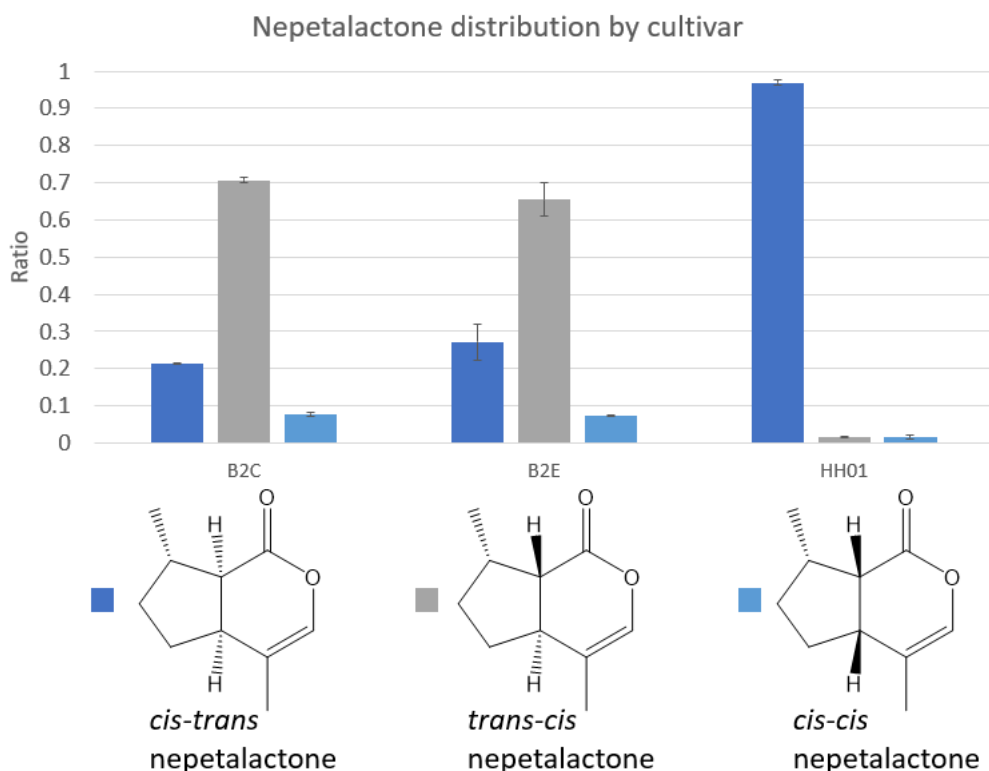 Nepetalactone distribution by cultivar
1
0.9
0.8
0.7
0.6
0.5
0.4
0.3
0.2
0.1
0
Ratio
B2C
B2E
HH01
O
H
O
H
O
H
O
H
O
H
O
H
cis-trans
nepetalactone
trans-cis
nepetalactone
cis-cis
nepetalactone